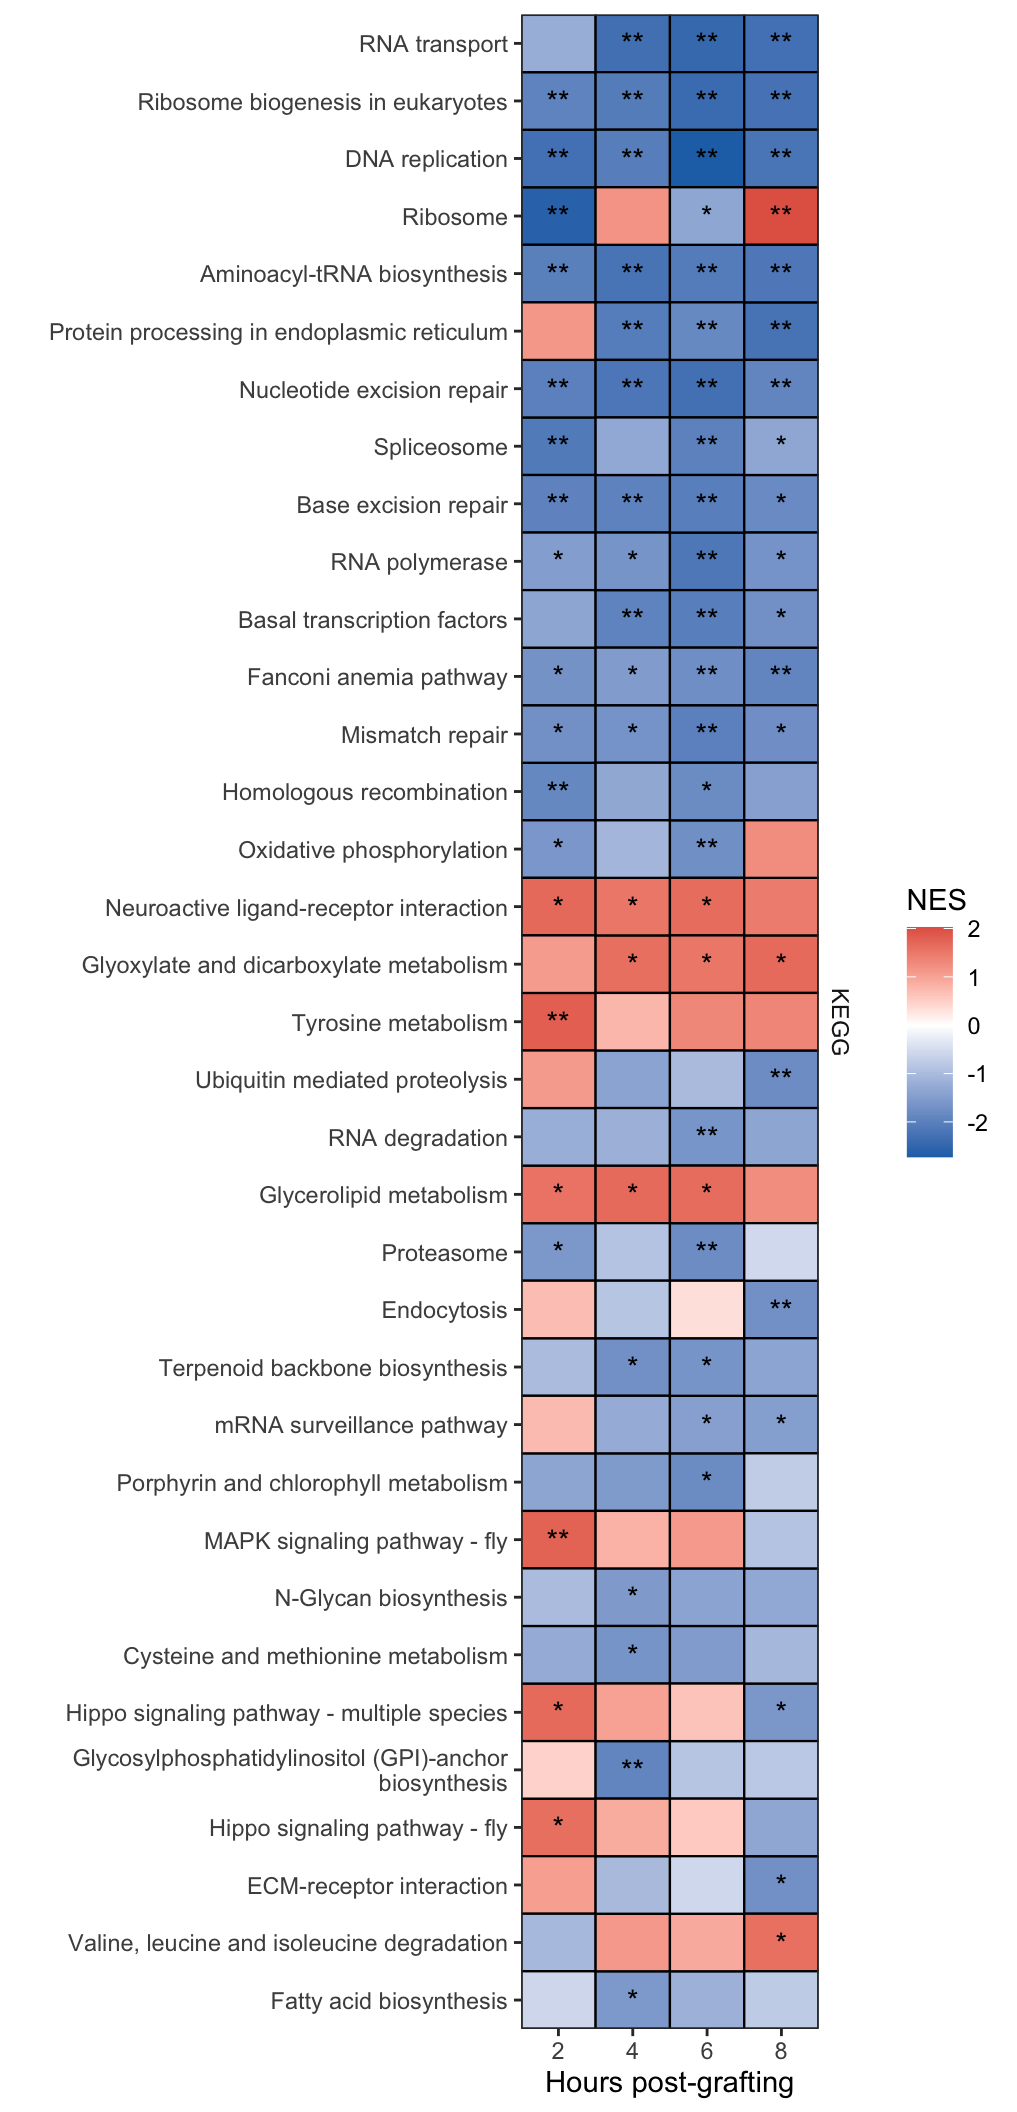 RNA transport
** ** **
Ribosome biogenesis in eukaryotes
** ** ** **
DNA replication
** ** ** **
Ribosome
** * **
Aminoacyl-tRNA biosynthesis
** ** ** **
Protein processing in endoplasmic reticulum
** ** **
Nucleotide excision repair
** ** ** **
Spliceosome
** ** *
Base excision repair
** ** ** *
RNA polymerase
* * ** *
Basal transcription factors
** ** *
Fanconi anemia pathway
* * ** **
Mismatch repair
* * ** *
Homologous recombination
** *
Oxidative phosphorylation
* **
Neuroactive ligand-receptor interaction
* * *
Glyoxylate and dicarboxylate metabolism
* * *
Tyrosine metabolism
**
Ubiquitin mediated proteolysis
**
RNA degradation
**
Glycerolipid metabolism
* * *
Proteasome
* **
Endocytosis
**
Terpenoid backbone biosynthesis
* *
mRNA surveillance pathway
* *
Porphyrin and chlorophyll metabolism
*
MAPK signaling pathway - fly
**
N-Glycan biosynthesis
*
Cysteine and methionine metabolism
*
Hippo signaling pathway - multiple species
* *
Glycosylphosphatidylinositol (GPI)-anchor
biosynthesis
**
Hippo signaling pathway - fly
*
ECM-receptor interaction
*
Valine, leucine and isoleucine degradation
*
Fatty acid biosynthesis
*
2 4 6 8
Hours post-grafting
KEGG
NES
2
1
0
-1
-2